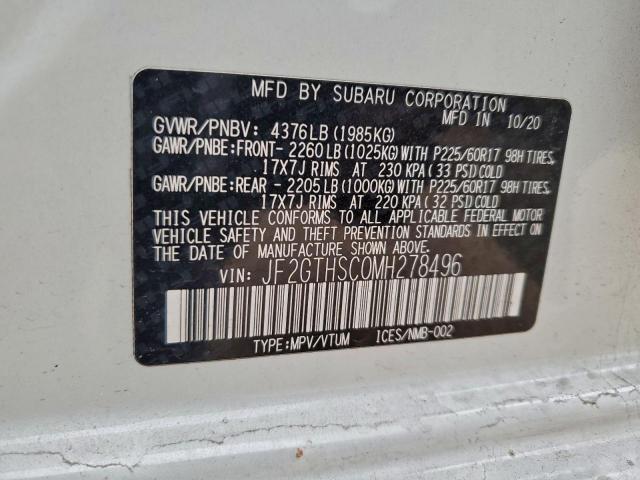 MFD BY SUBARU CORPORATION
MFD IN 10/20
GVWR/PNBV: 4376LB(1985KG)
GAWR/PNBE:FRONT-2260LB(1025KG)WITH P225/60R17 98H TIRES,
17X7J RIMS AT 230 KPA(33 PSI)COLD
GAWR/PNBE:REAR -2205LB(1000KG)WITH P225/60R17 98H TIRES,
17X7J RIMS AT 220 KPA(32 PSI)COLD
THIS VEHICLE CONFORMS TO ALL APPLICABLE FEDERAL MOTOR
VEHICLE SAFETY AND THEFT PREVENTION STANDARDS IN EFFECT ON
THE DATE OF MANUFACTURE SHOWN ABOVE.
VIN: JF2GTHSC0MH278496
TYPE:MPV/VTUM ICES/NMB-002